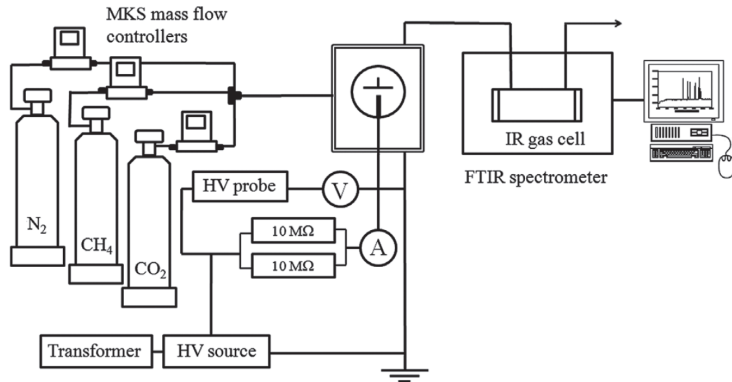 MKS mass flow
controllers
N2
CH4
CO2
HV probe
V
10 MΩ
10 MΩ
A
Transformer
HV source
IR gas cell
FTIR spectrometer